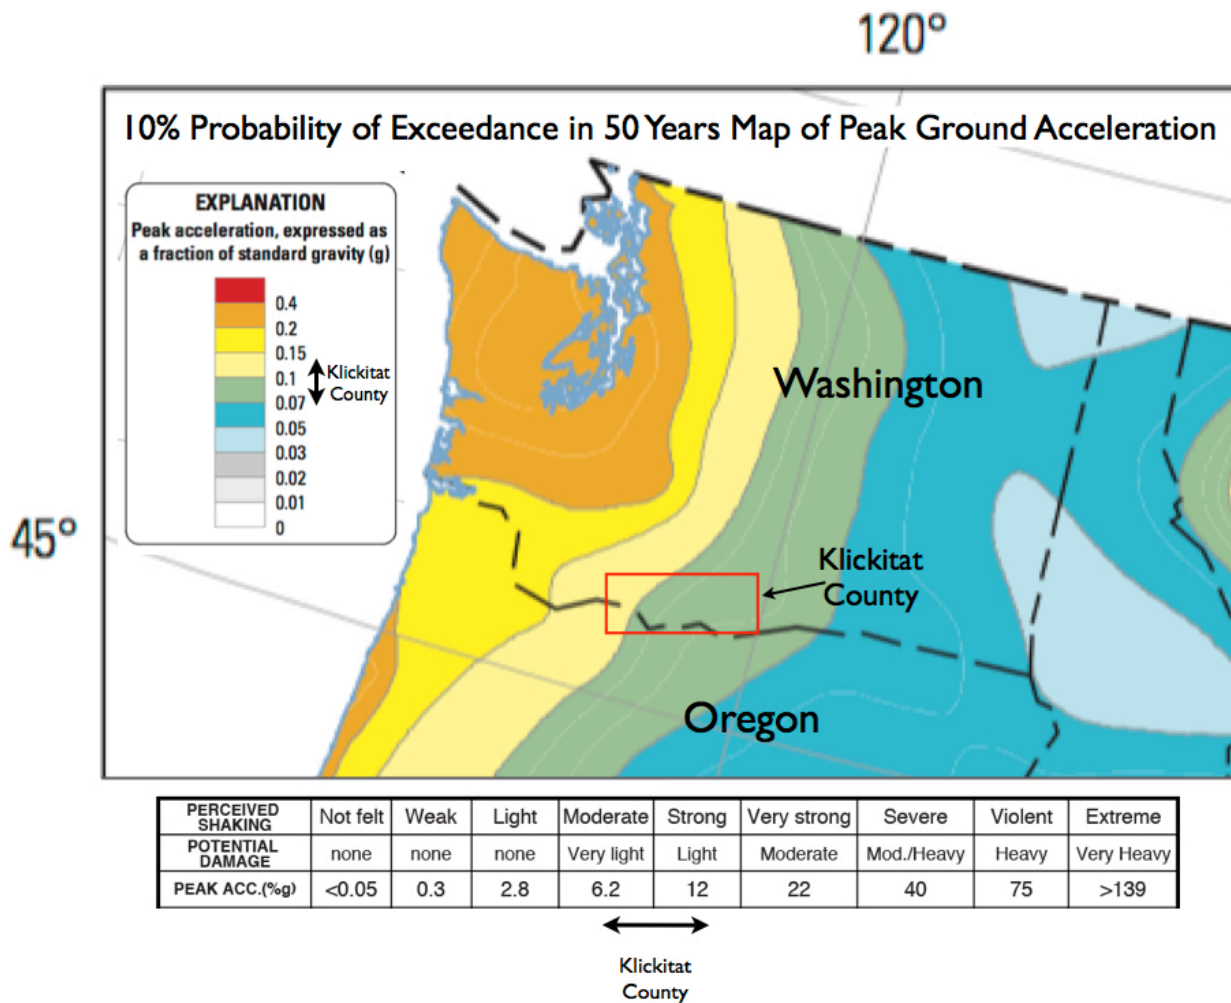 120°
10% Probability of Exceedance in 50 Years Map of Peak Ground Acceleration
EXPLANATION
Peak acceleration, expressed as
a fraction of standard gravity (g)
0.4
0.2
0.15
0.1
0.07
0.05
0.03
0.02
0.01
0
Klickitat
County
Washington
45°
Klickitat
County
Oregon
PERCEIVED SHAKING Not felt Weak Light Moderate Strong Very strong Severe Violent Extreme
POTENTIAL DAMAGE none none none Very light Light Moderate Mod./Heavy Heavy Very Heavy
PEAK ACC.(%g) <0.05 0.3 2.8 6.2 12 22 40 75 >139
Klickitat
County